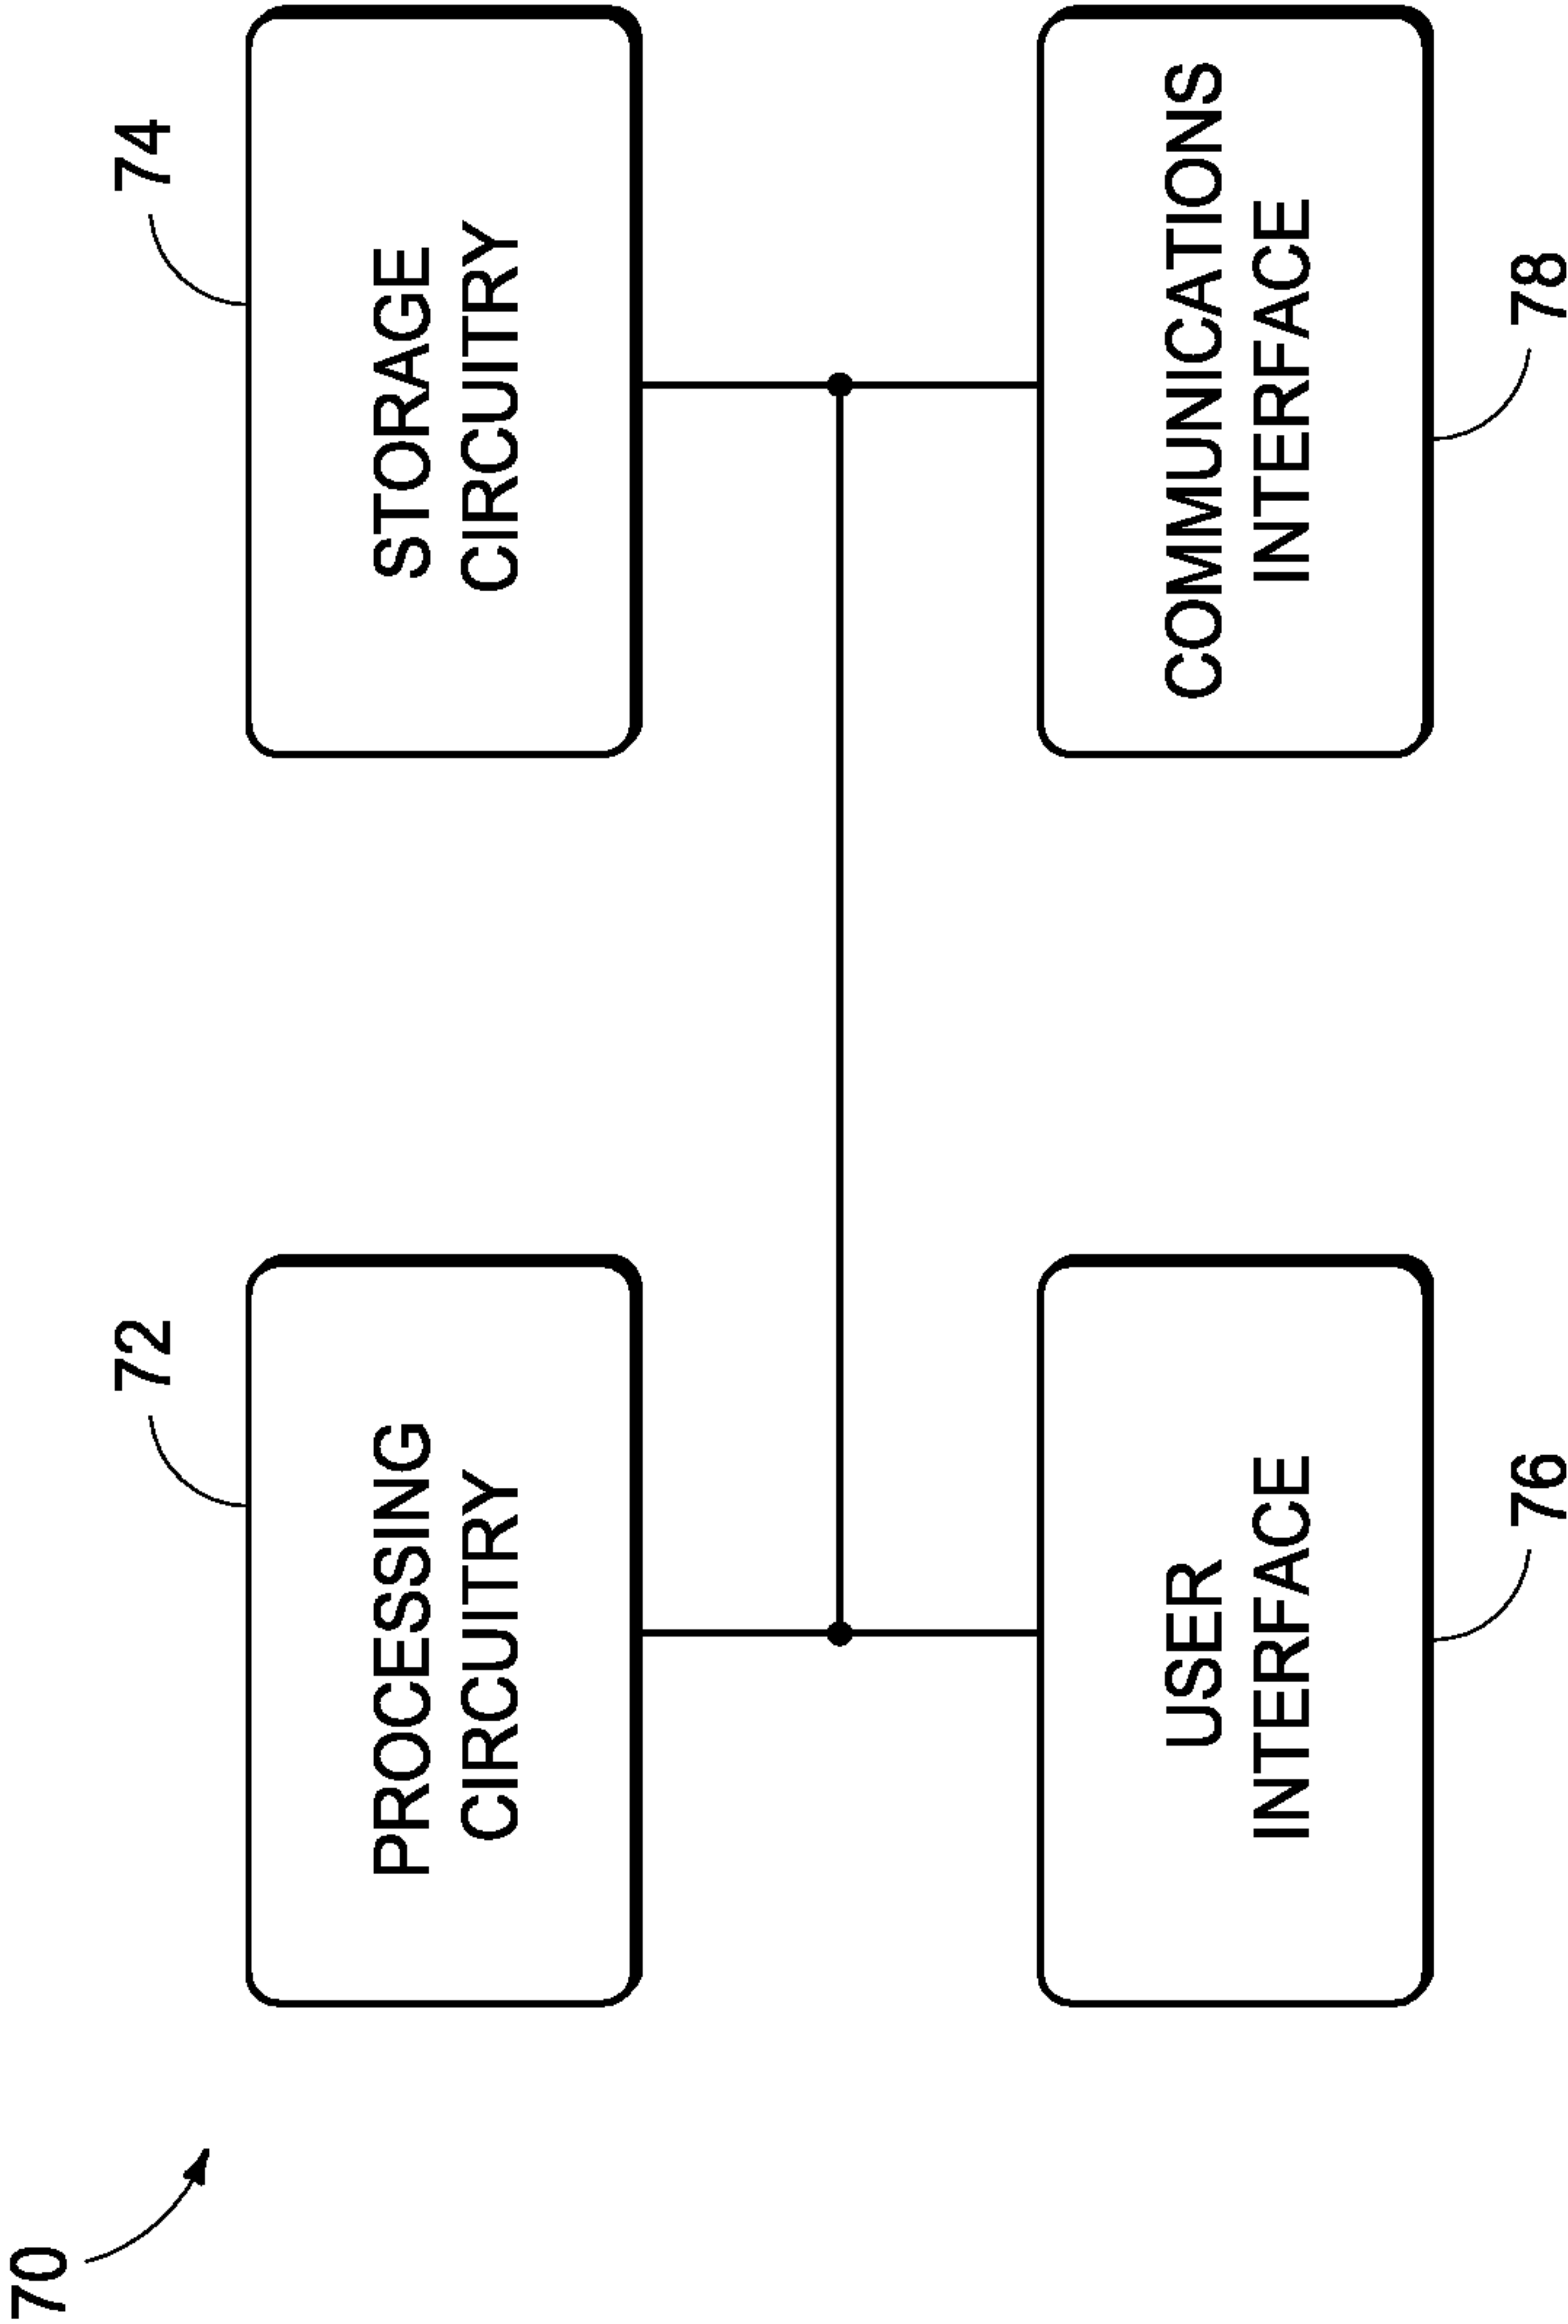 70
72
PROCESSING
CIRCUITRY
74
STORAGE
CIRCUITRY
USER
INTERFACE
76
COMMUNICATIONS
INTERFACE
78